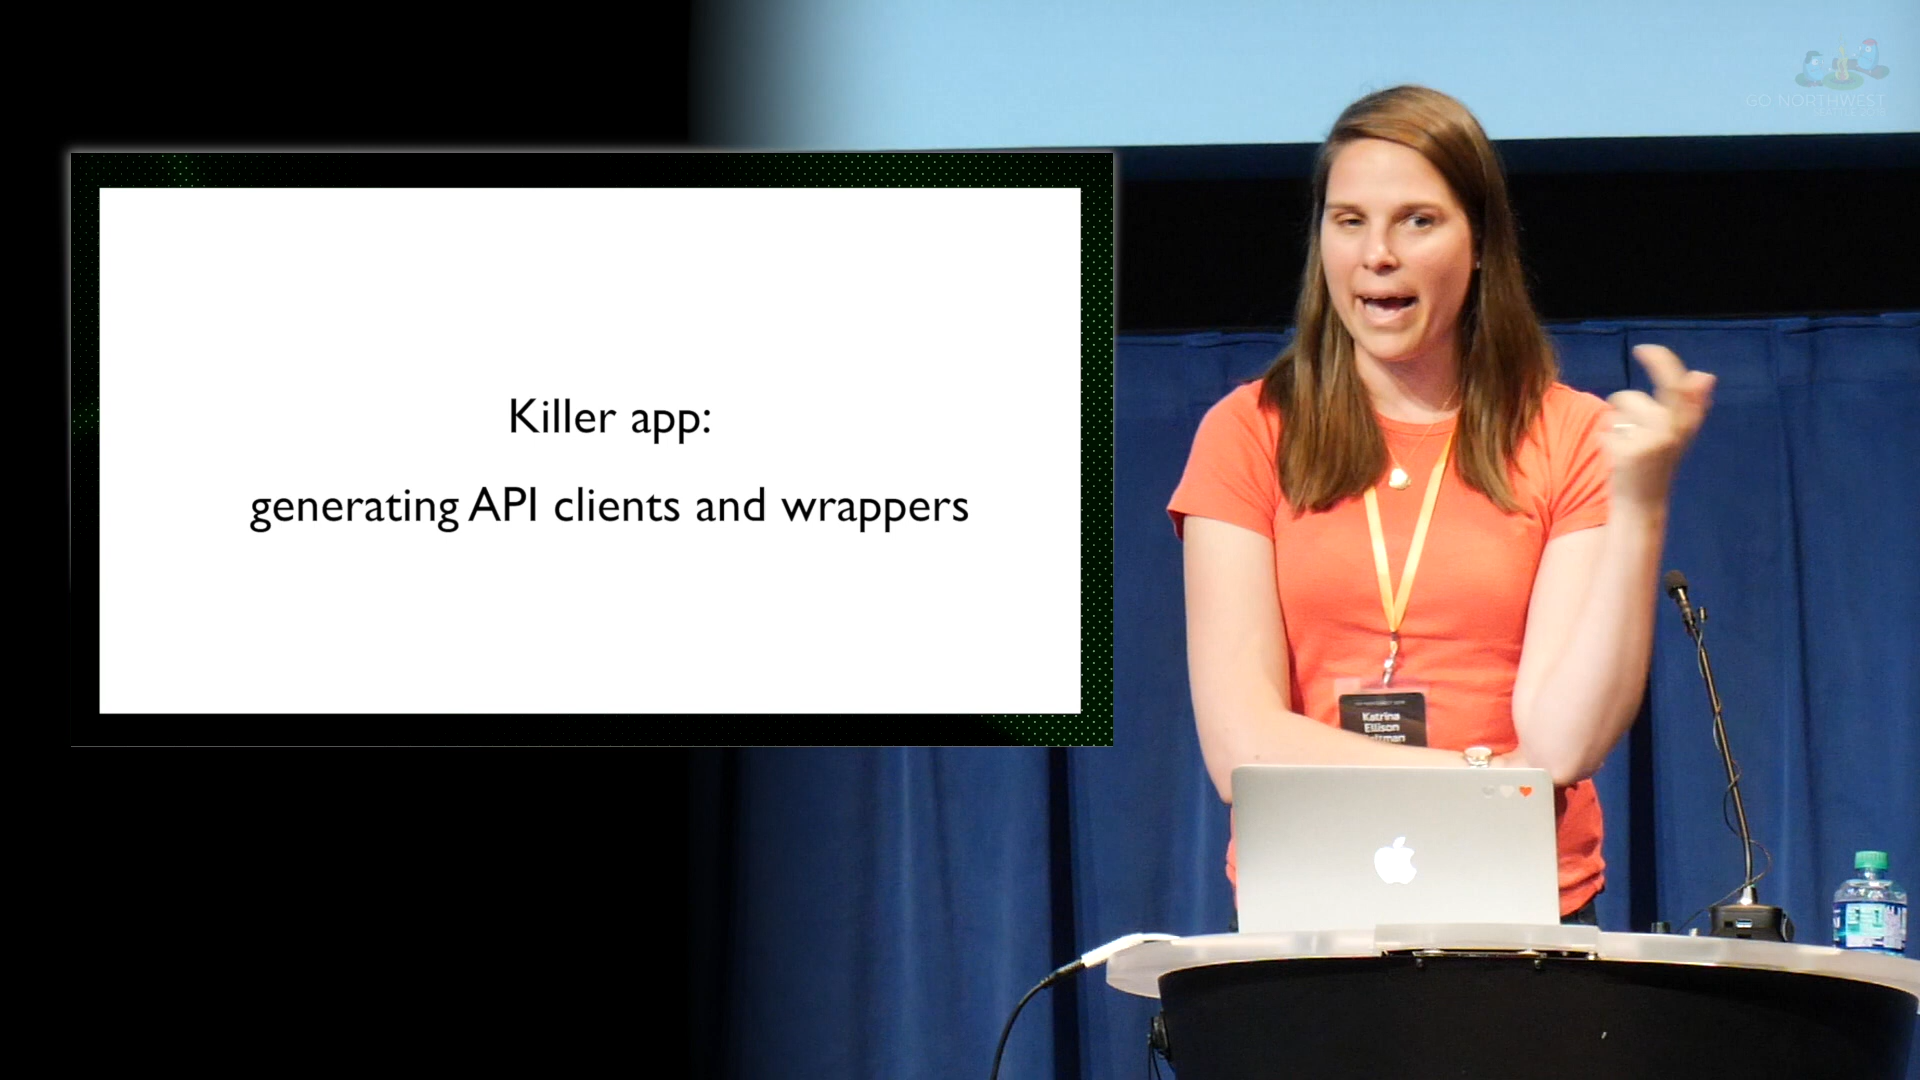 GO NORTHWEST
Killer app:
generating API clients and wrappers
Katrina
Ellison